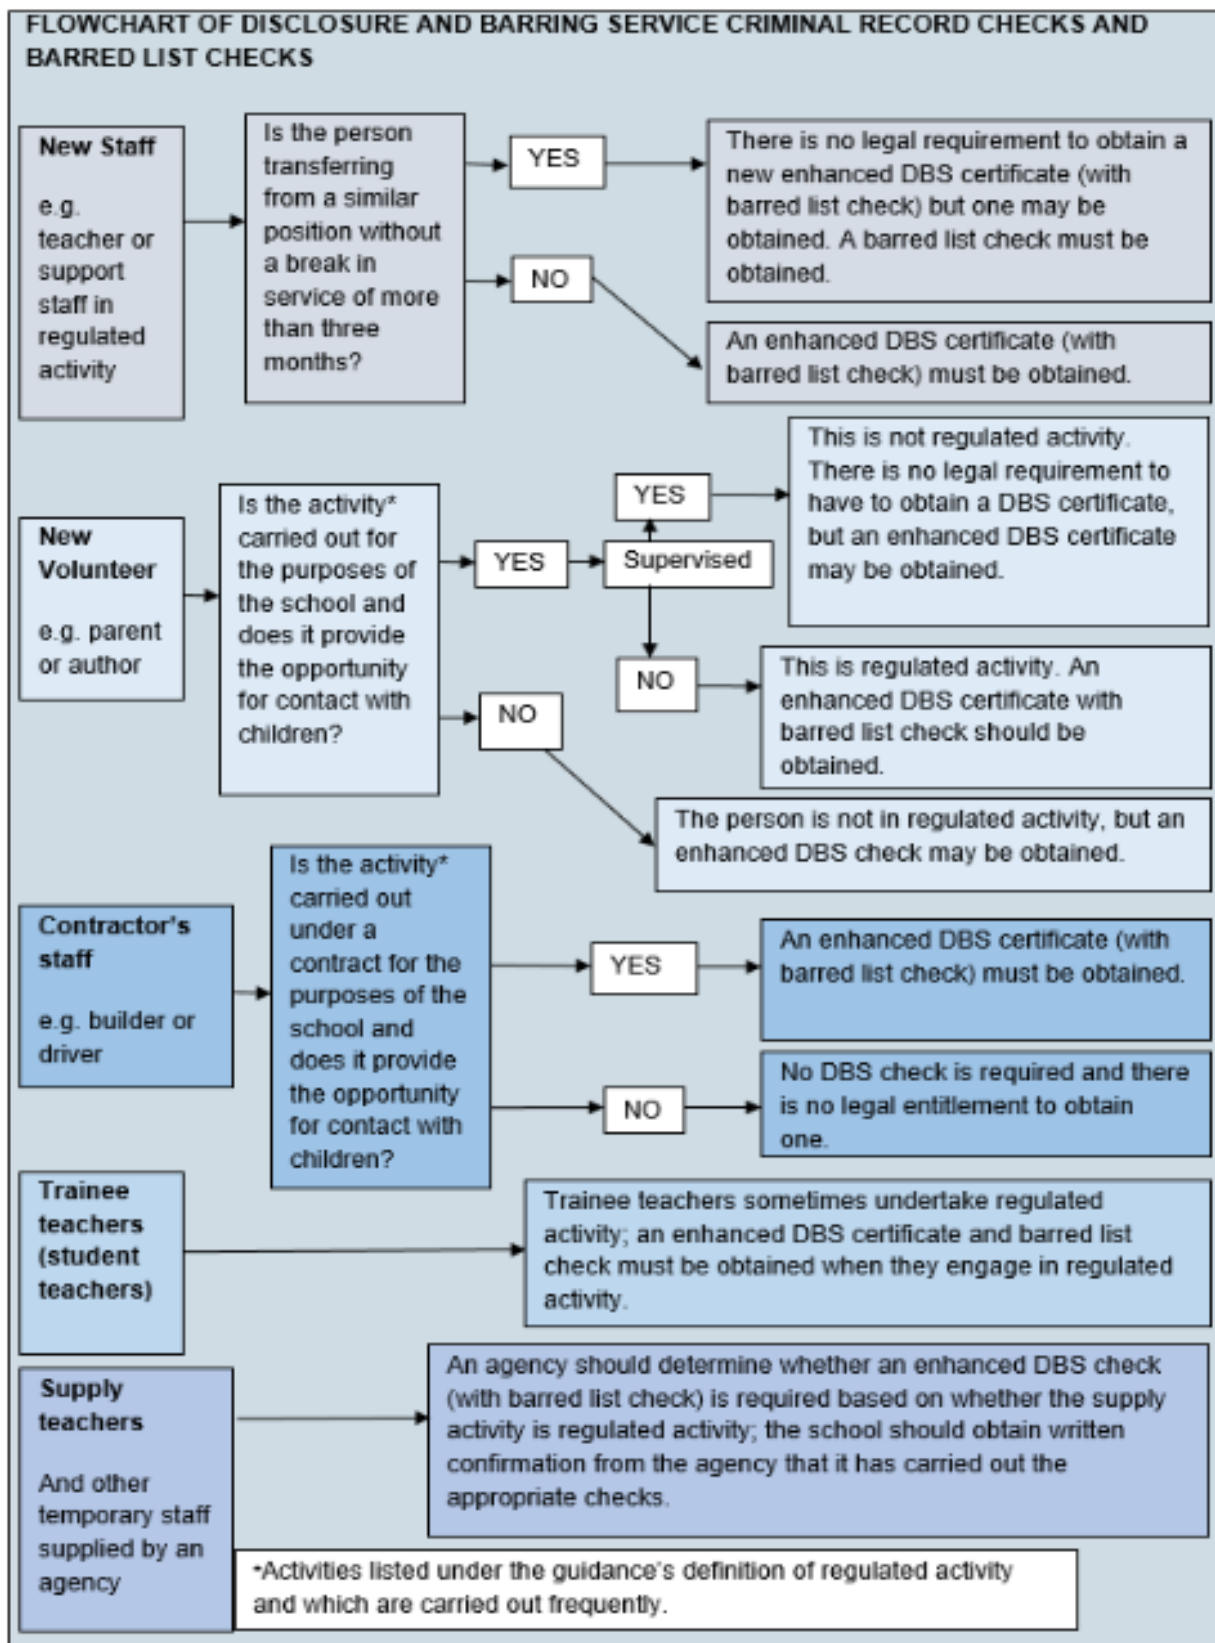 FLOWCHART OF DISCLOSURE AND BARRING SERVICE CRIMINAL RECORD CHECKS AND
BARRED LIST CHECKS
New Staff
e.g.
teacher or
support
staff in
regulated
activity
Is the person
transferring
from a similar
position without
a break in
service of more
than three
months?
YES
There is no legal requirement to obtain a
new enhanced DBS certificate (with
barred list check) but one may be
obtained. A barred list check must be
obtained.
NO
An enhanced DBS certificate (with
barred list check) must be obtained.
New
Volunteer
e.g. parent
or author
Is the activity*
carried out for
the purposes of
the school and
does it provide
the opportunity
for contact with
children?
YES
Supervised
YES
This is not regulated activity.
There is no legal requirement to
have to obtain a DBS certificate,
but an enhanced DBS certificate
may be obtained.
NO
This is regulated activity. An
enhanced DBS certificate with
barred list check should be
obtained.
NO
The person is not in regulated activity, but an
enhanced DBS check may be obtained.
Contractor's
staff
e.g. builder or
driver
Is the activity*
carried out
under a
contract for the
purposes of the
school and
does it provide
the opportunity
for contact with
children?
YES
An enhanced DBS certificate (with
barred list check) must be obtained.
NO
No DBS check is required and there
is no legal entitlement to obtain
one.
Trainee
teachers
(student
teachers)
Trainee teachers sometimes undertake regulated
activity; an enhanced DBS certificate and barred list
check must be obtained when they engage in regulated
activity.
Supply
teachers
And other
temporary staff
supplied by an
agency
An agency should determine whether an enhanced DBS check
(with barred list check) is required based on whether the supply
activity is regulated activity; the school should obtain written
confirmation from the agency that it has carried out the
appropriate checks.
*Activities listed under the guidance's definition of regulated activity
and which are carried out frequently.